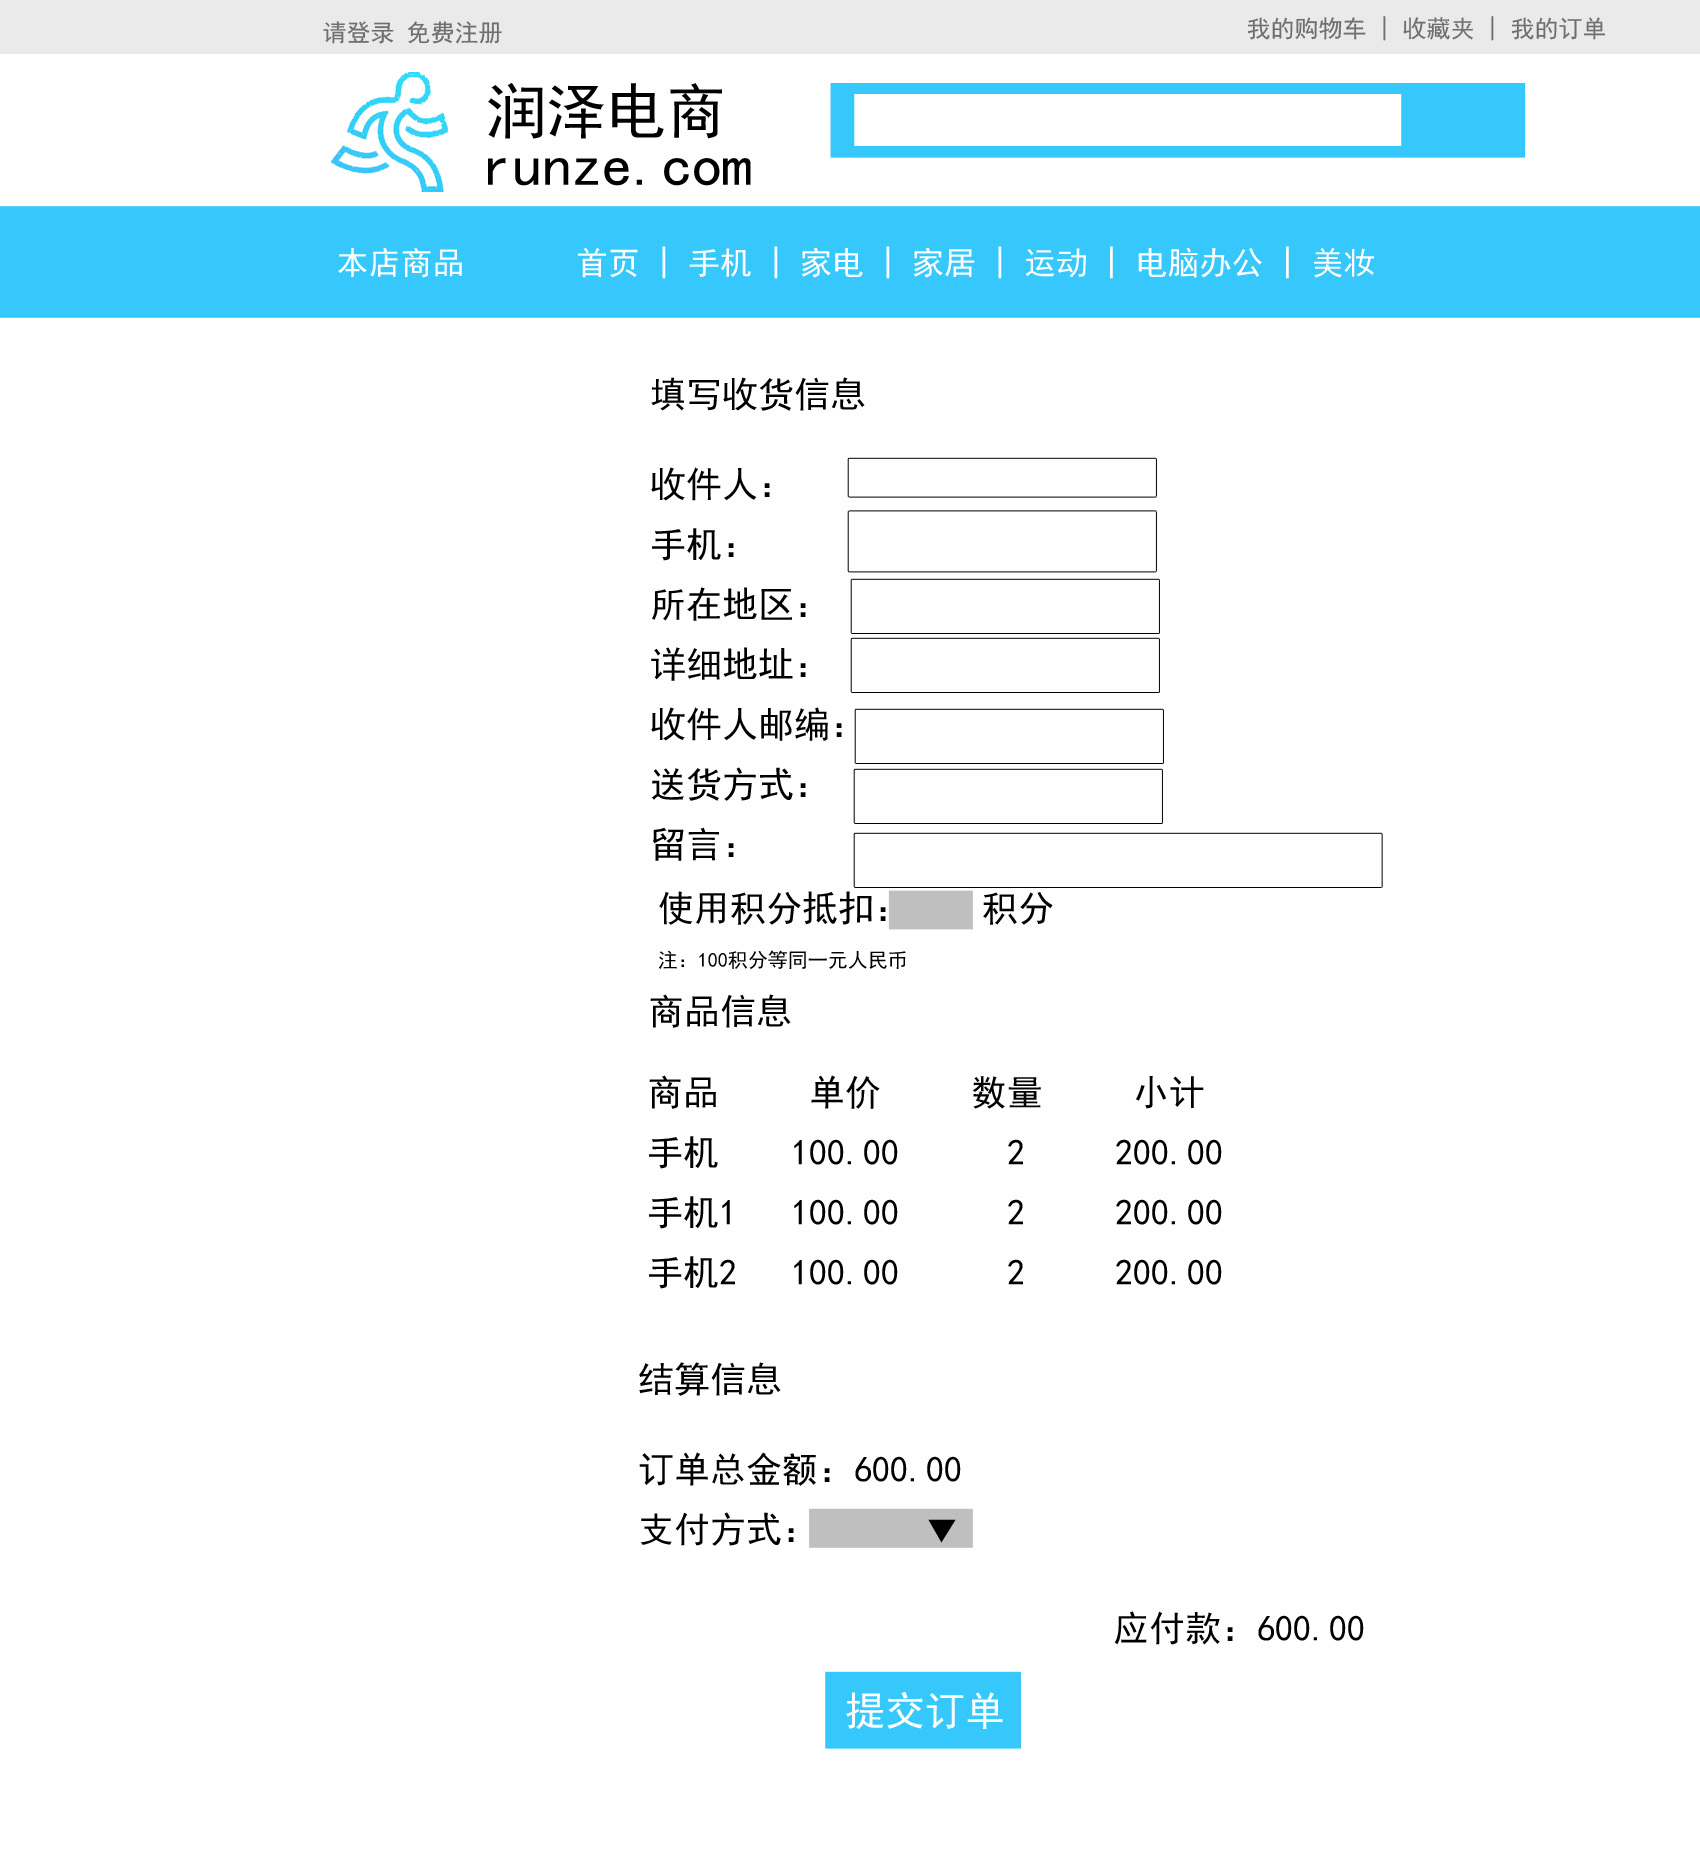 请登录 免费注册
我的购物车 | 收藏夹 | 我的订单
润泽电商
runze.com
本店商品 首页 | 手机 | 家电 | 家居 | 运动 | 电脑办公 | 美妆
填写收货信息
收件人：
手机：
所在地区：
详细地址：
收件人邮编：
送货方式：
留言：
使用积分抵扣： 积分
注：100积分等同一元人民币
商品信息
商品 单价 数量 小计
手机 100.00 2 200.00
手机1 100.00 2 200.00
手机2 100.00 2 200.00
结算信息
订单总金额：600.00
支付方式：
应付款：600.00
提交订单